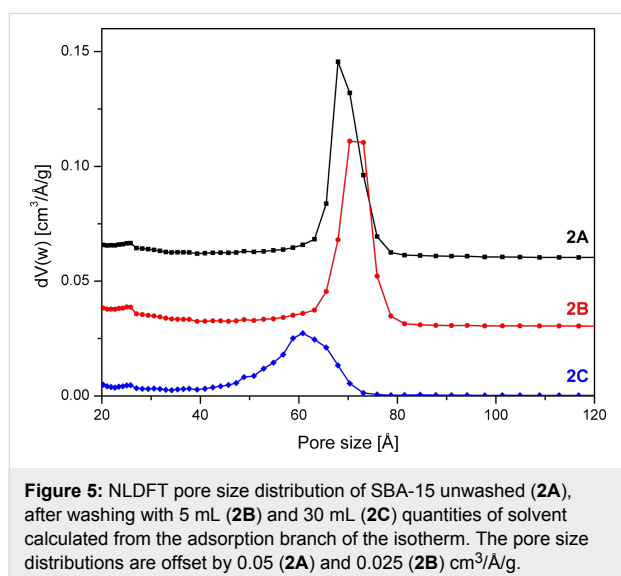 0.15
0.10
0.05
0.00
dV(w) [cm³/Å/g]
2A
2B
2C
20 40 60 80 100 120
Pore size [Å]
Figure 5: NLDFT pore size distribution of SBA-15 unwashed (2A),
after washing with 5 mL (2B) and 30 mL (2C) quantities of solvent
calculated from the adsorption branch of the isotherm. The pore size
distributions are offset by 0.05 (2A) and 0.025 (2B) cm³/Å/g.